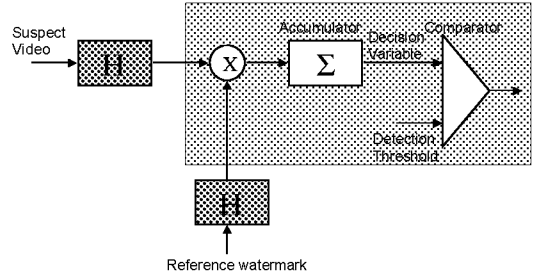 Accumulator
Decision
Variable
Comparator
Suspect
Video
H
X
Σ
Detection
Threshold
H
Reference watermark